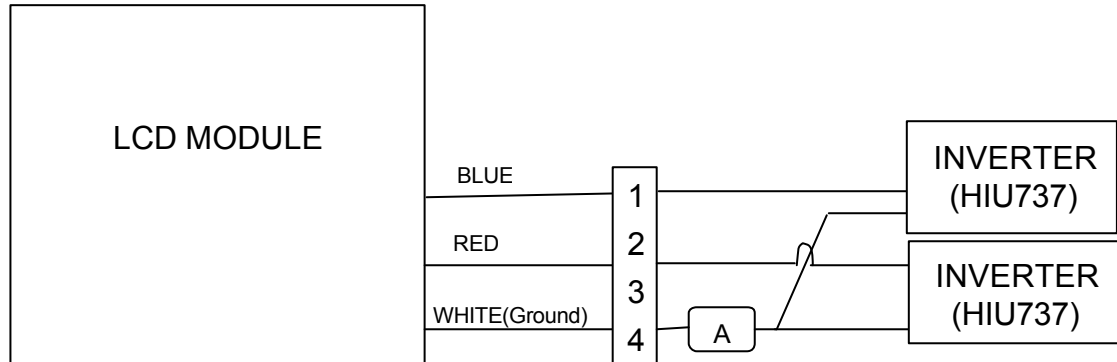 LCD MODULE
BLUE
RED
WHITE(Ground)
1
2
3
4
A
INVERTER
(HIU737)
INVERTER
(HIU737)